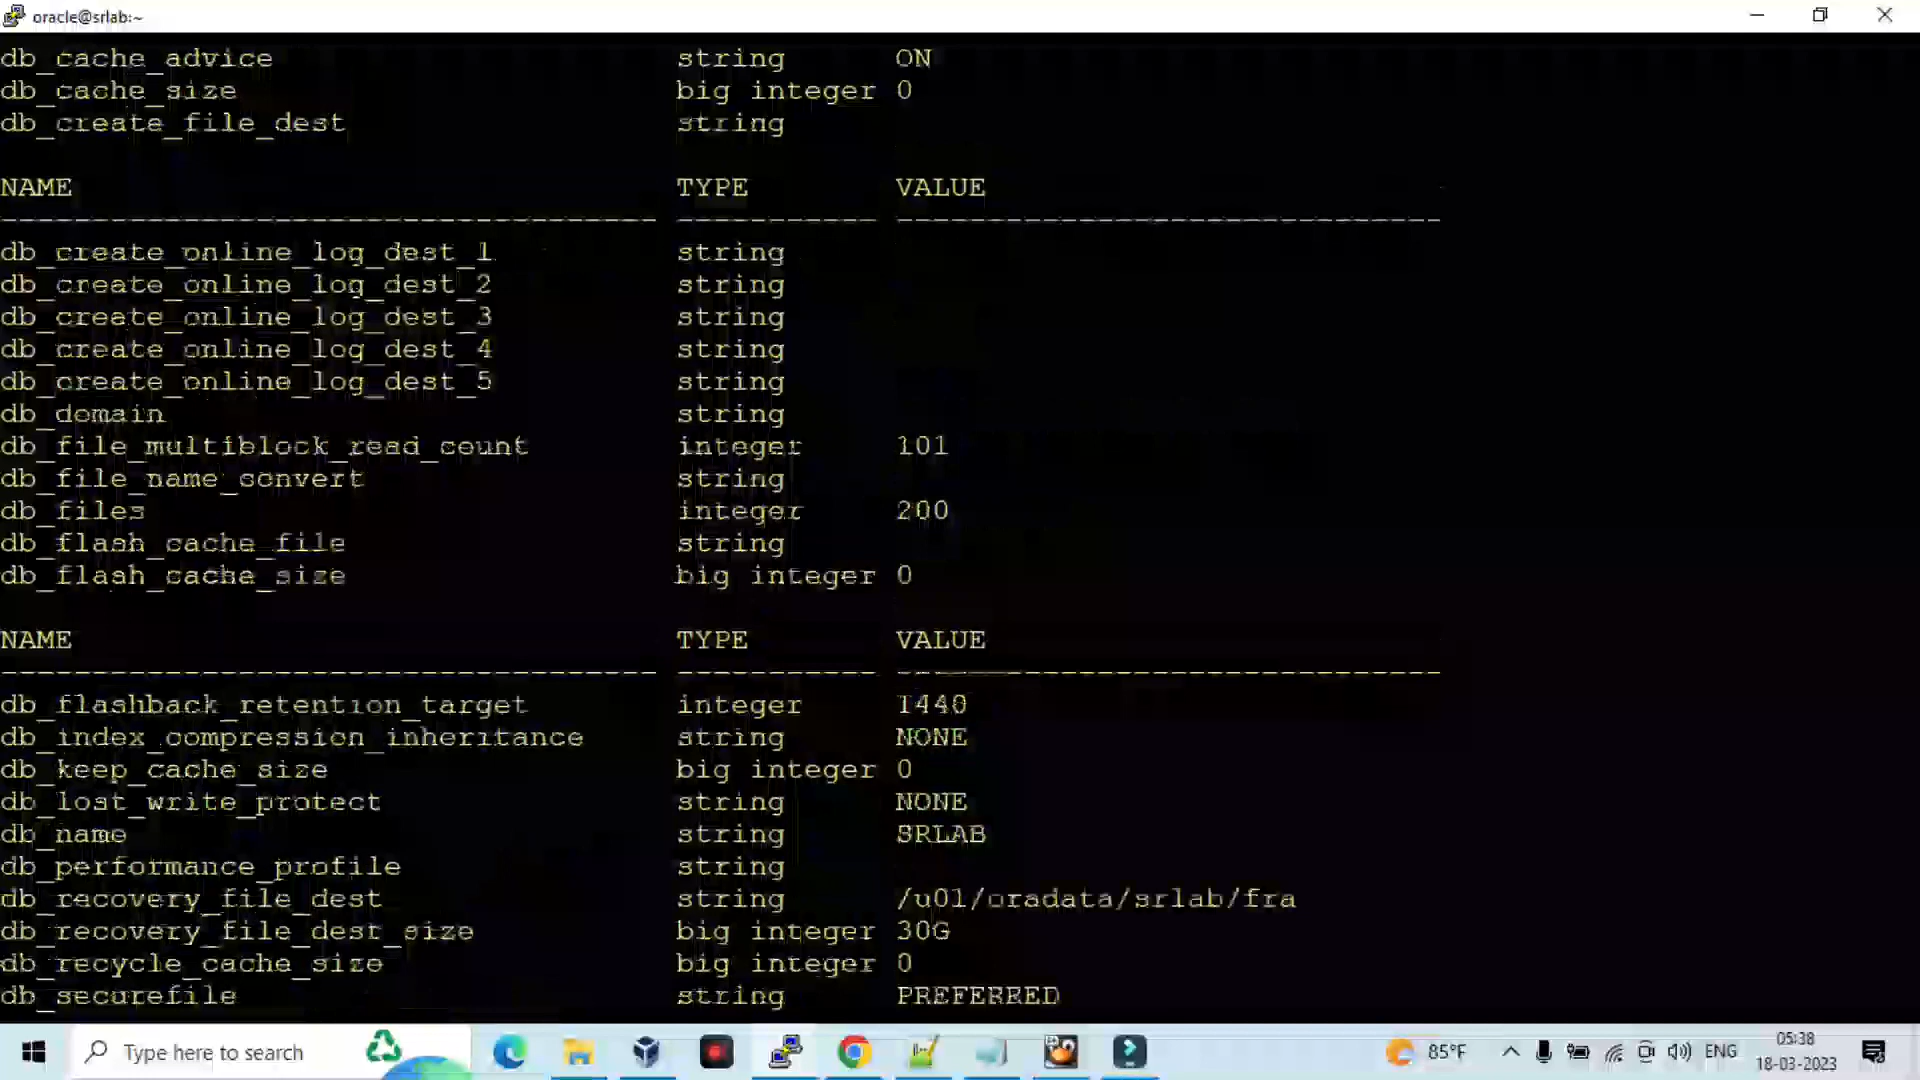 oracle@srlab:~
db_cache_advice string ON
db_cache_size big integer 0
db_create_file_dest string
NAME TYPE VALUE
------------------------------------ ----------- ------------------------------
db_create_online_log_dest_1 string
db_create_online_log_dest_2 string
db_create_online_log_dest_3 string
db_create_online_log_dest_4 string
db_create_online_log_dest_5 string
db_domain string
db_file_multiblock_read_count integer 101
db_file_name_convert string
db_files integer 200
db_flash_cache_file string
db_flash_cache_size big integer 0
NAME TYPE VALUE
------------------------------------ ----------- ------------------------------
db_flashback_retention_target integer 1440
db_index_compression_inheritance string NONE
db_keep_cache_size big integer 0
db_lost_write_protect string NONE
db_name string SRLAB
db_performance_profile string
db_recovery_file_dest string /u01/oradata/srlab/fra
db_recovery_file_dest_size big integer 30G
db_recycle_cache_size big integer 0
db_securefile string PREFERRED
Type here to search
85°F
ENG
05:38
18-03-2023